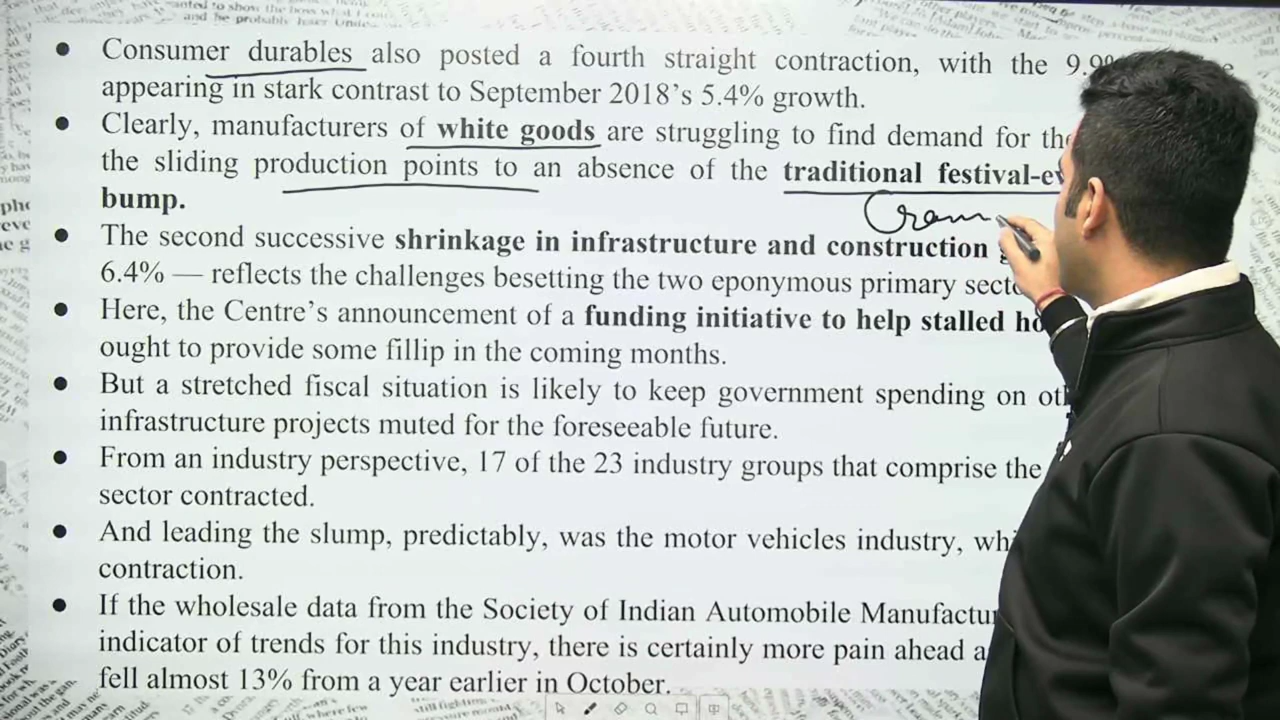 • Consumer durables also posted a fourth straight contraction, with the 9.9%
appearing in stark contrast to September 2018's 5.4% growth.
• Clearly, manufacturers of white goods are struggling to find demand for
the sliding production points to an absence of the traditional festival-
bump.
Gram
• The second successive shrinkage in infrastructure and construction
6.4% — reflects the challenges besetting the two eponymous primary
• Here, the Centre's announcement of a funding initiative to help stalled
ought to provide some fillip in the coming months.
• But a stretched fiscal situation is likely to keep government spending on
infrastructure projects muted for the foreseeable future.
• From an industry perspective, 17 of the 23 industry groups that comprise the
sector contracted.
• And leading the slump, predictably, was the motor vehicles industry,
contraction.
• If the wholesale data from the Society of Indian Automobile
indicator of trends for this industry, there is certainly more pain ahead
fell almost 13% from a year earlier in October.